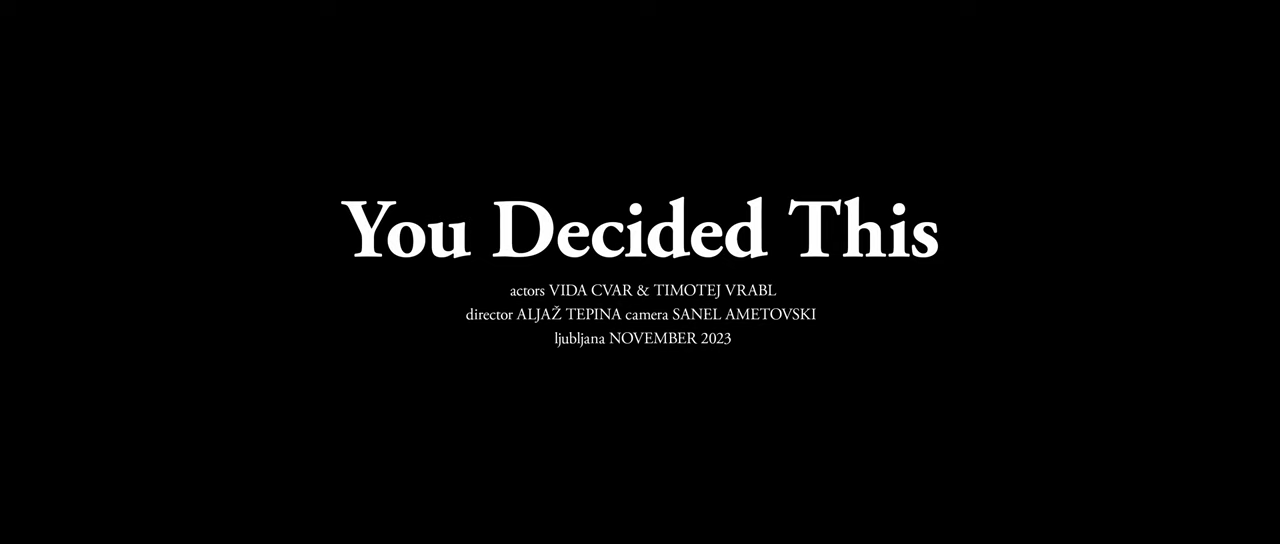 You Decided This
actors VIDA CVAR & TIMOTEJ VRABL
director ALJAŽ TEPINA camera SANEL AMETOVSKI
ljubljana NOVEMBER 2023